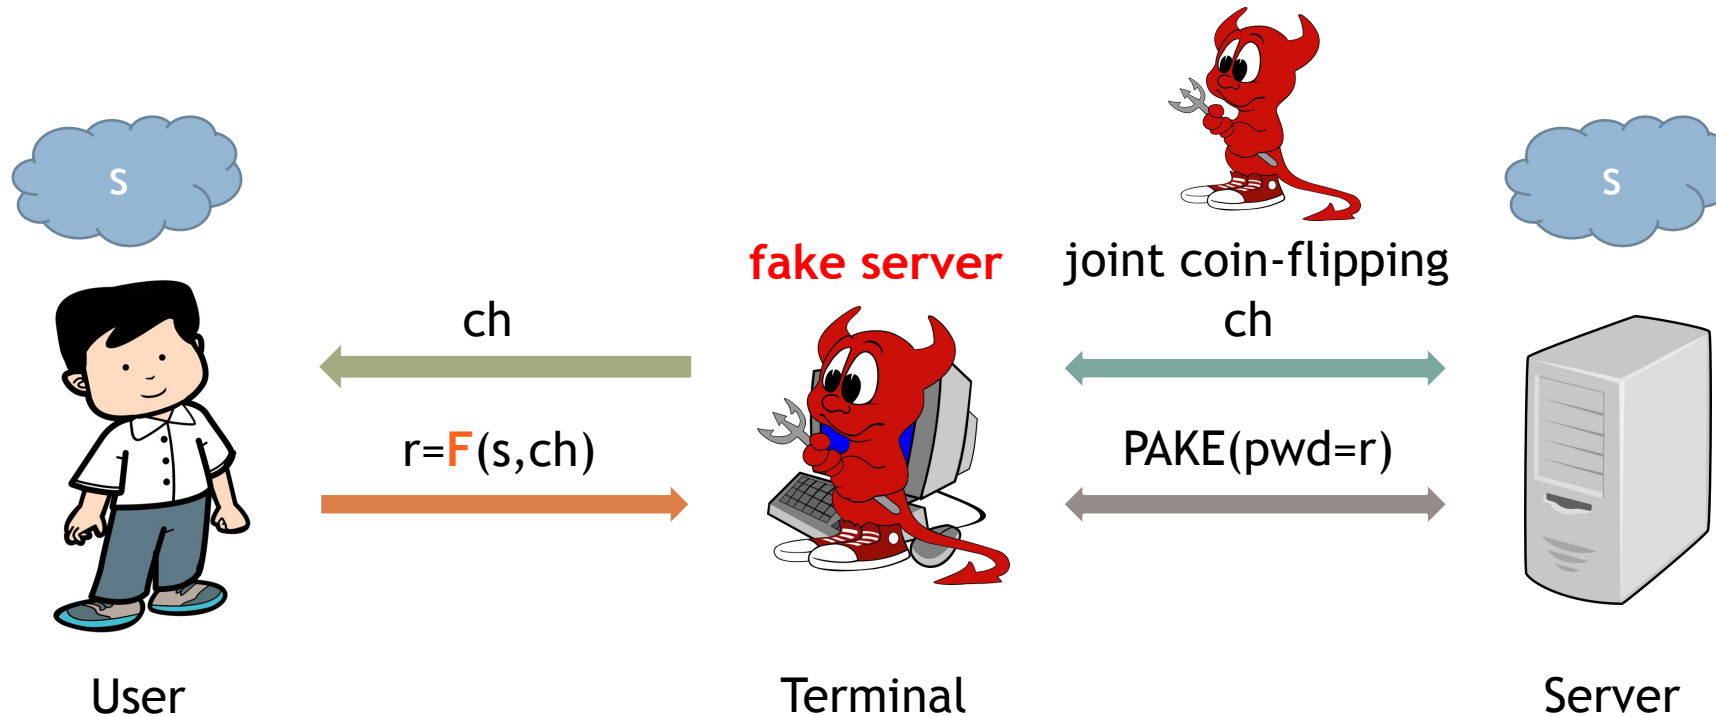 s
s
fake server
joint coin-flipping
ch
ch
r=F(s,ch)
PAKE(pwd=r)
User
Terminal
Server